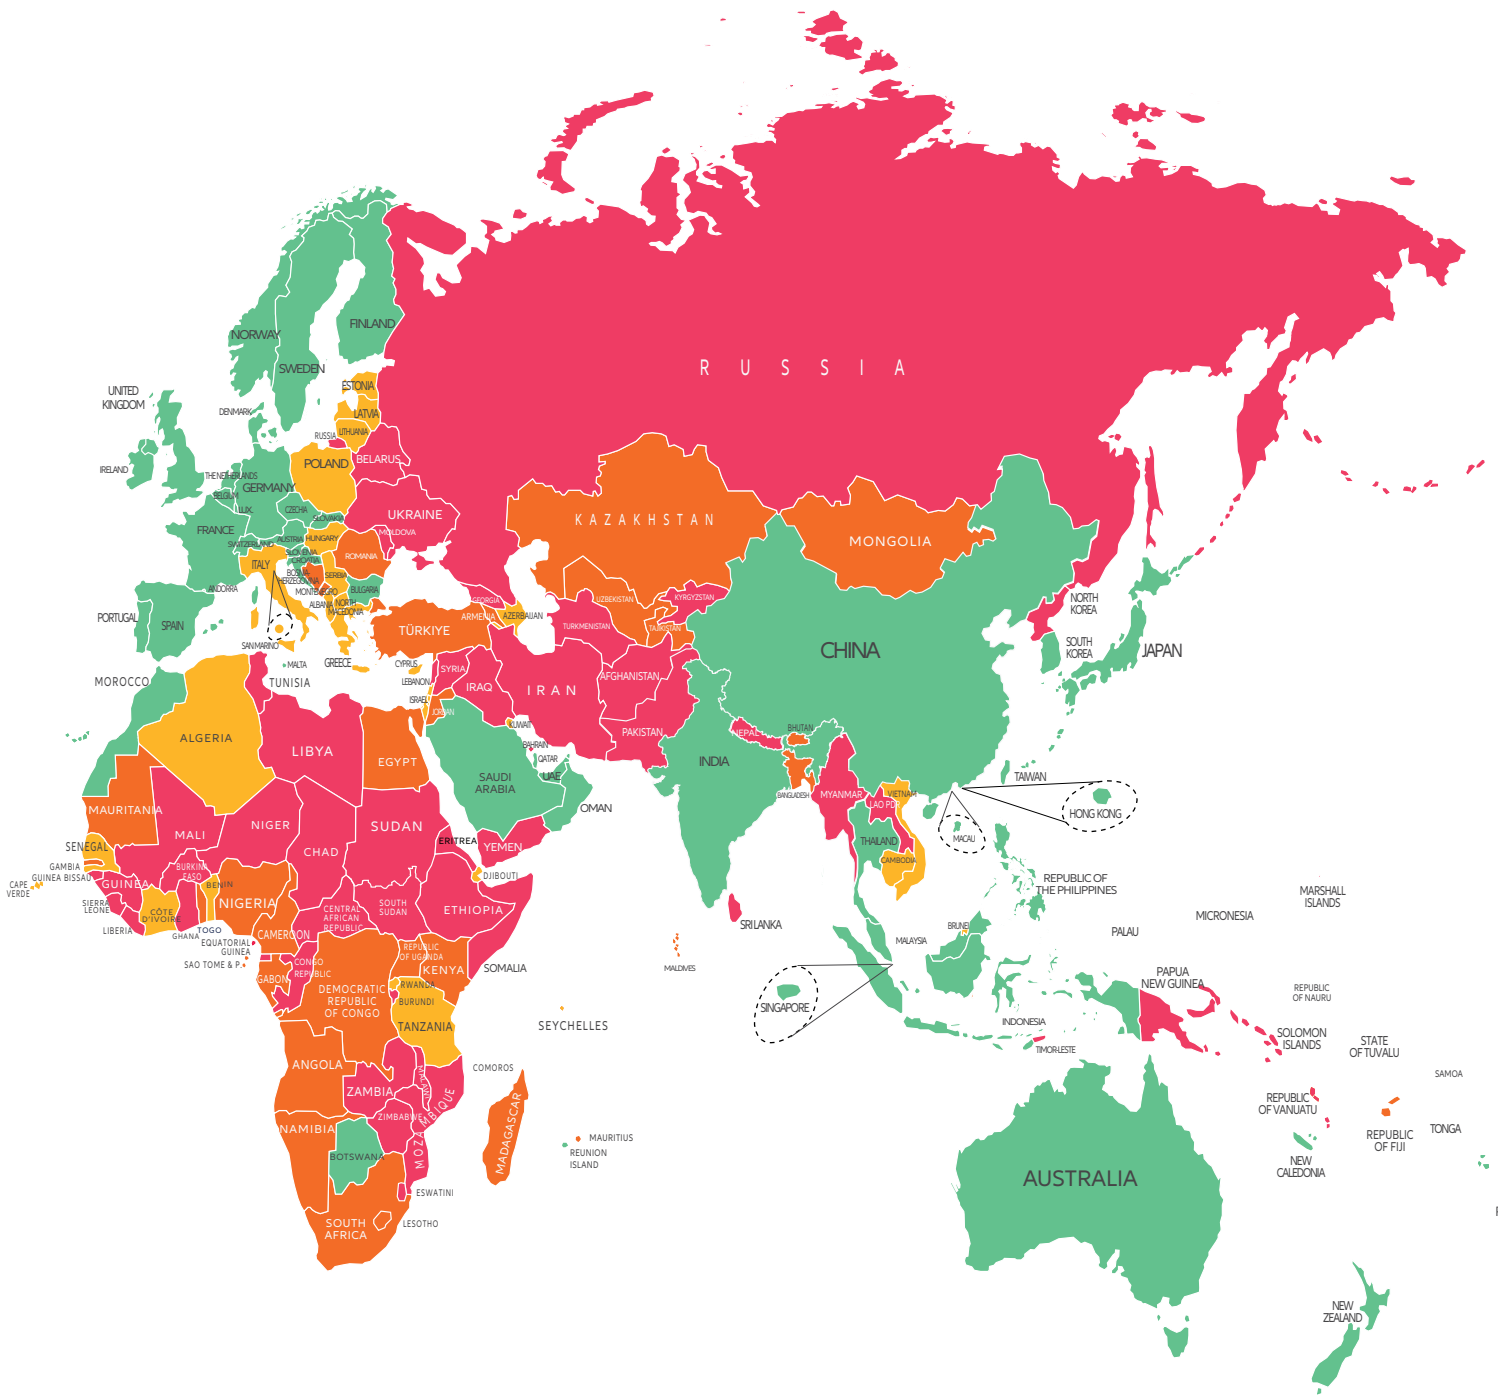 NORWAY
FINLAND
SWEDEN
RUSSIA
UNITED
KINGDOM
ESTONIA
LATVIA
LITHUANIA
DENMARK
RUSSIA
IRELAND
THE NETHERLANDS
BELGIUM
LUX.
GERMANY
POLAND
BELARUS
CZECHIA
SLOVAKIA
UKRAINE
MOLDOVA
FRANCE
SWITZERLAND
AUSTRIA
HUNGARY
SLOVENIA
CROATIA
ROMANIA
ITALY
BOSNIA
HERZEGOVINA
SERBIA
MONTENEGRO
BULGARIA
ALBANIA
NORTH
MACEDONIA
ANDORRA
PORTUGAL
SPAIN
SAN MARINO
MALTA
GREECE
CYPRUS
TÜRKIYE
GEORGIA
ARMENIA
AZERBAIJAN
KAZAKHSTAN
UZBEKISTAN
KYRGYZSTAN
TURKMENISTAN
TAJIKISTAN
MONGOLIA
CHINA
NORTH
KOREA
SOUTH
KOREA
JAPAN
TAIWAN
HONG KONG
MACAU
LEBANON
SYRIA
ISRAEL
JORDAN
IRAQ
IRAN
KUWAIT
BAHRAIN
QATAR
UAE
SAUDI
ARABIA
OMAN
YEMEN
AFGHANISTAN
PAKISTAN
INDIA
NEPAL
BHUTAN
BANGLADESH
SRI LANKA
MALDIVES
MYANMAR
LAO PDR
VIETNAM
THAILAND
CAMBODIA
MALAYSIA
BRUNEI
SINGAPORE
INDONESIA
TIMOR-LESTE
REPUBLIC OF
THE PHILIPPINES
PALAU
MICRONESIA
MARSHALL
ISLANDS
PAPUA
NEW GUINEA
REPUBLIC
OF NAURU
SOLOMON
ISLANDS
STATE
OF TUVALU
SAMOA
REPUBLIC
OF VANUATU
REPUBLIC
OF FIJI
TONGA
NEW
CALEDONIA
AUSTRALIA
NEW
ZEALAND
MOROCCO
ALGERIA
TUNISIA
LIBYA
EGYPT
MAURITANIA
MALI
NIGER
CHAD
SUDAN
ERITREA
DJIBOUTI
SENEGAL
GAMBIA
GUINEA BISSAU
CAPE
VERDE
GUINEA
SIERRA
LEONE
LIBERIA
CÔTE
D'IVOIRE
BURKINA
FASO
GHANA
TOGO
BENIN
NIGERIA
CAMEROON
EQUATORIAL
GUINEA
SAO TOME & P.
GABON
CONGO
REPUBLIC
CENTRAL
AFRICAN
REPUBLIC
SOUTH
SUDAN
ETHIOPIA
SOMALIA
REPUBLIC
OF UGANDA
KENYA
RWANDA
BURUNDI
DEMOCRATIC
REPUBLIC
OF CONGO
TANZANIA
SEYCHELLES
COMOROS
ANGOLA
ZAMBIA
MALAWI
MOZAMBIQUE
ZIMBABWE
NAMIBIA
BOTSWANA
MADAGASCAR
MAURITIUS
REUNION
ISLAND
ESWATINI
LESOTHO
SOUTH
AFRICA